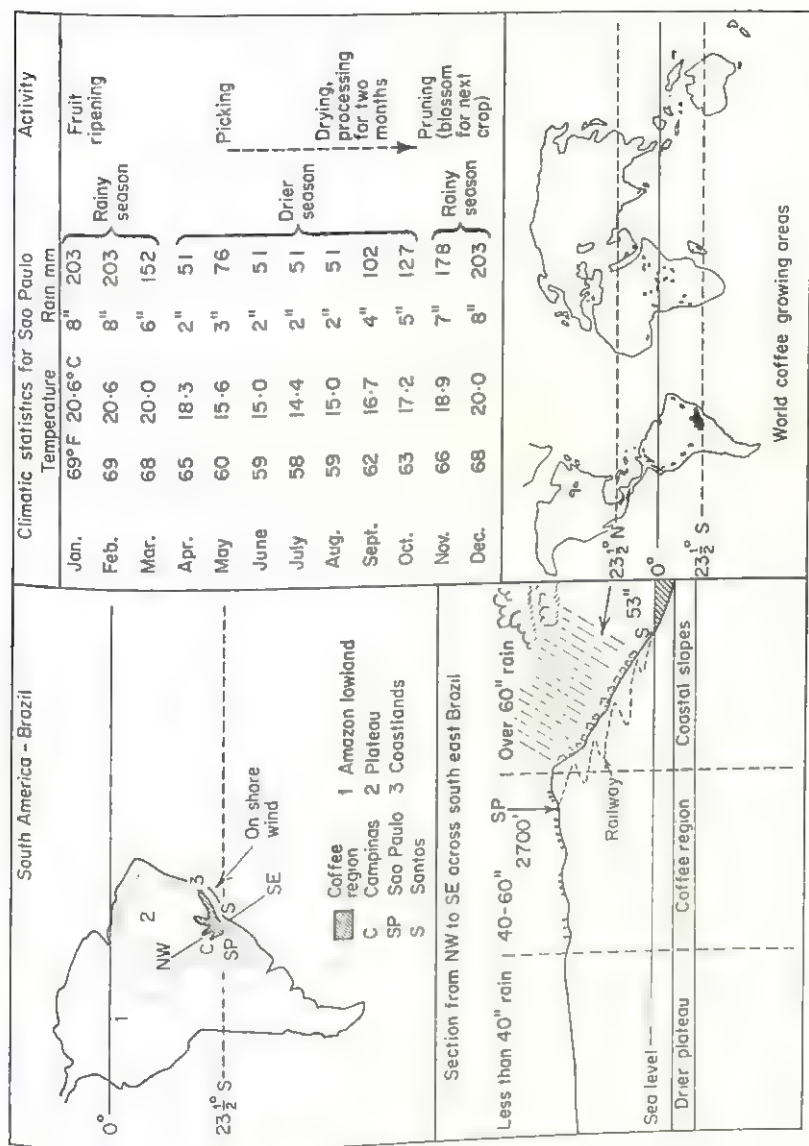 South America - Brazil
0°
1
2
3
NW
C
SP
S
On shore
wind
SE
23½° S
Coffee
region
C Campinas
SP Sao Paulo
S Santos
1 Amazon lowland
2 Plateau
3 Coastlands
Climatic statistics for Sao Paulo
Temperature Rain mm Activity
Jan. 69°F 20·6°C 8" 203
Feb. 69 20·6 8" 203
Mar. 68 20·0 6" 152
Apr. 65 18·3 2" 51
May 60 15·6 3" 76
June 59 15·0 2" 51
July 58 14·4 2" 51
Aug. 59 15·0 2" 51
Sept. 62 16·7 4" 102
Oct. 63 17·2 5" 127
Nov. 66 18·9 7" 178
Dec. 68 20·0 8" 203
Rainy
season
Drier
season
Rainy
season
Fruit
ripening
Picking
Drying,
processing
for two
months
Pruning
(blossom
for next
crop)
Section from NW to SE across south east Brazil
Less than 40" rain 40-60" Over 60" rain
SP
2700'
Railway
S 53"
Sea level
Drier plateau Coffee region Coastal slopes
23½° N
0°
23½° S
World coffee growing areas